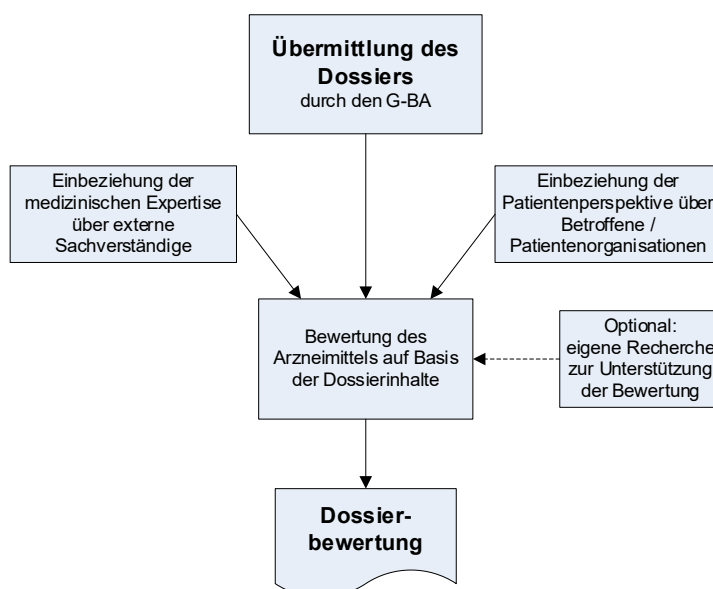 Übermittlung des
Dossiers
durch den G-BA
Einbeziehung der
medizinischen Expertise
über externe
Sachverständige
Einbeziehung der
Patientenperspektive über
Betroffene /
Patientenorganisationen
Bewertung des
Arzneimittels auf Basis
der Dossierinhalte
Optional:
eigene Recherche
zur Unterstützung
der Bewertung
Dossier-
bewertung